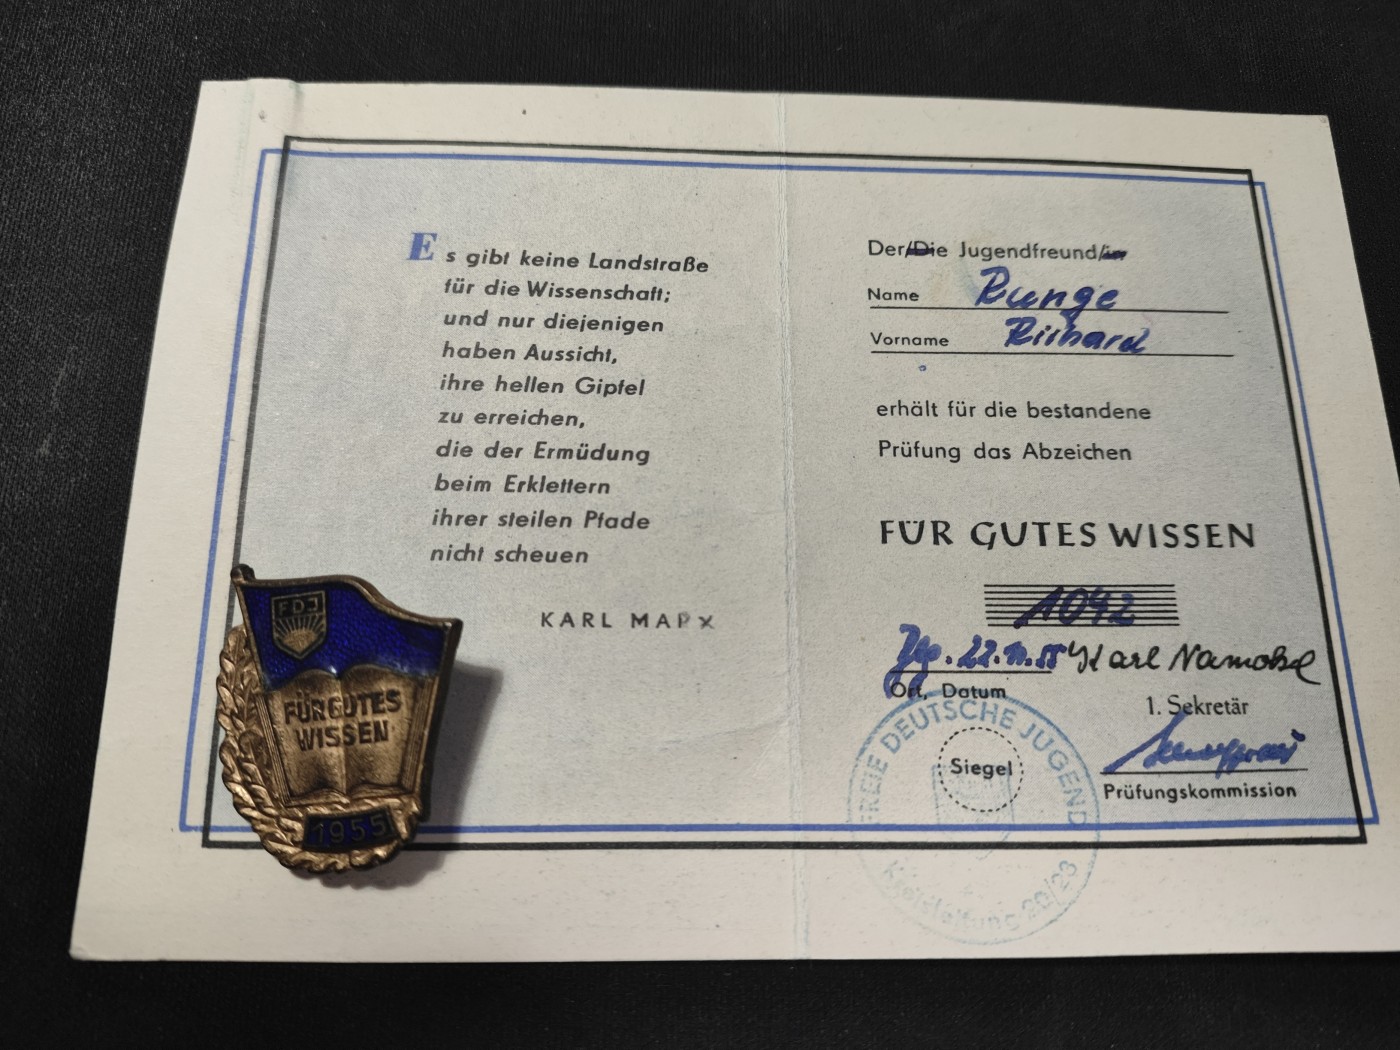 Es gibt keine Landstraße
für die Wissenschaft;
und nur diejenigen
haben Aussicht,
ihre hellen Gipfel
zu erreichen,
die der Ermüdung
beim Erklettern
ihrer steilen Pfade
nicht scheuen
KARL MARX
Der/Die Jugendfreund/in
Name Runge
Vorname Richard
erhält für die bestandene
Prüfung das Abzeichen
FÜR GUTES WISSEN
1042
Karl
Ort, Datum
1. Sekretär
Siegel
Prüfungskommission
FREIE DEUTSCHE JUGEND
Kreisleitung 20/23
FDJ
FÜR GUTES
WISSEN
1955